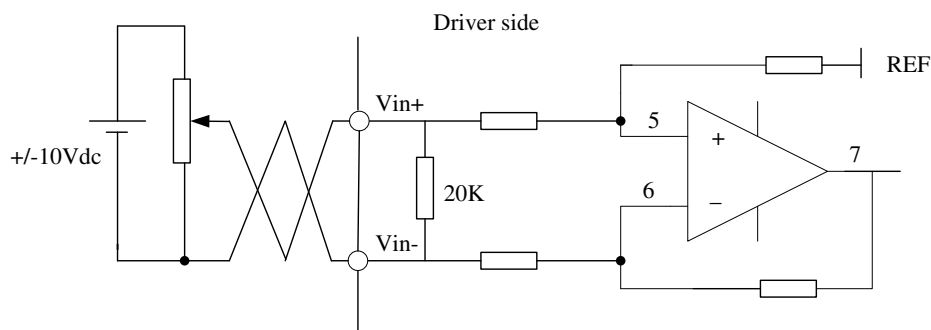 Driver side
REF
Vin+
5
+
7
+/-10Vdc
20K
6
−
Vin-